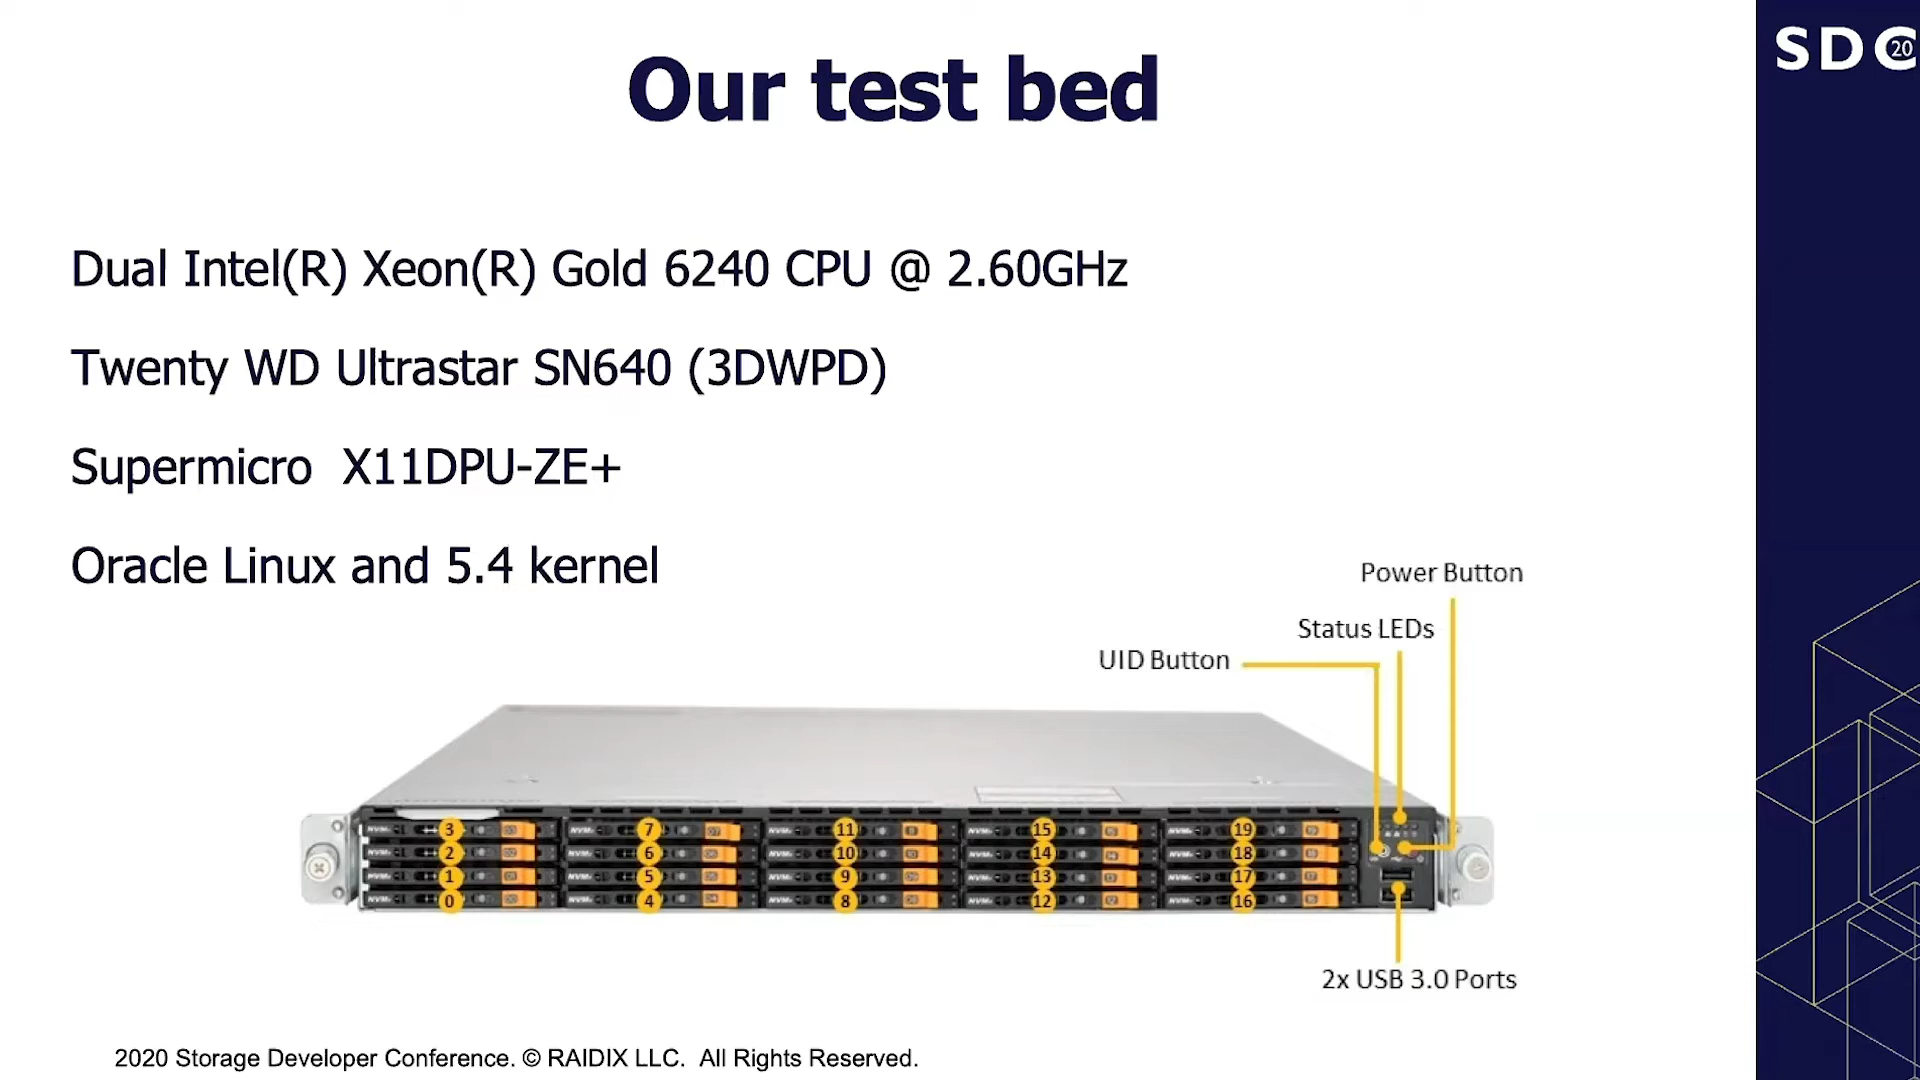 SDC 20
Our test bed
Dual Intel(R) Xeon(R) Gold 6240 CPU @ 2.60GHz
Twenty WD Ultrastar SN640 (3DWPD)
Supermicro X11DPU-ZE+
Oracle Linux and 5.4 kernel
Power Button
Status LEDs
UID Button
3 7 11 15 19
2 6 10 14 18
1 5 9 13 17
0 4 8 12 16
2x USB 3.0 Ports
2020 Storage Developer Conference. © RAIDIX LLC. All Rights Reserved.